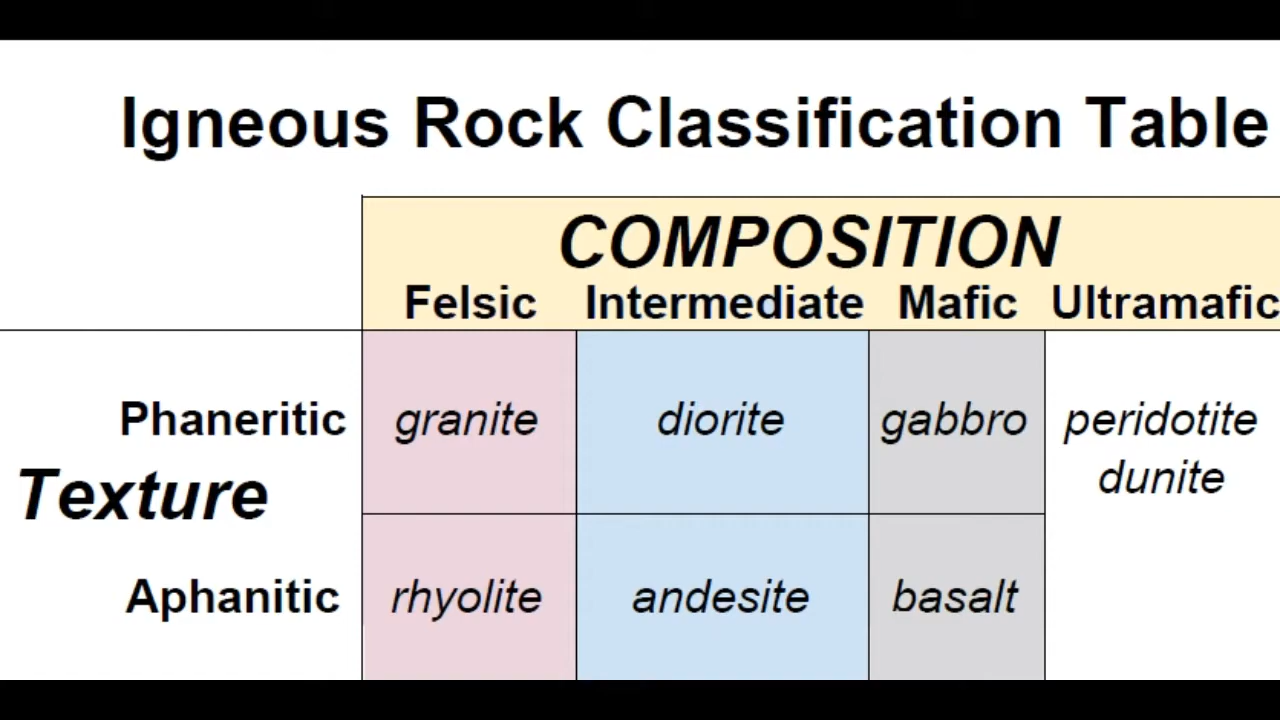 Igneous Rock Classification Table
COMPOSITION
Felsic Intermediate Mafic Ultramafic
Phaneritic granite diorite gabbro peridotite
dunite
Texture
Aphanitic rhyolite andesite basalt